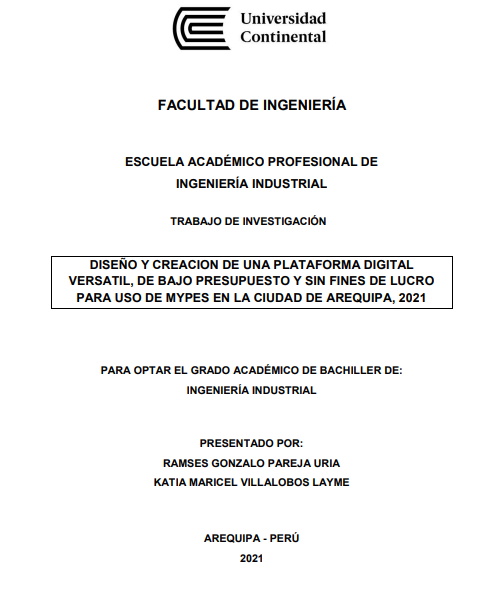 Universidad
Continental
FACULTAD DE INGENIERÍA
ESCUELA ACADÉMICO PROFESIONAL DE
INGENIERÍA INDUSTRIAL
TRABAJO DE INVESTIGACIÓN
DISEÑO Y CREACION DE UNA PLATAFORMA DIGITAL
VERSATIL, DE BAJO PRESUPUESTO Y SIN FINES DE LUCRO
PARA USO DE MYPES EN LA CIUDAD DE AREQUIPA, 2021
PARA OPTAR EL GRADO ACADÉMICO DE BACHILLER DE:
INGENIERÍA INDUSTRIAL
PRESENTADO POR:
RAMSES GONZALO PAREJA URIA
KATIA MARICEL VILLALOBOS LAYME
AREQUIPA - PERÚ
2021